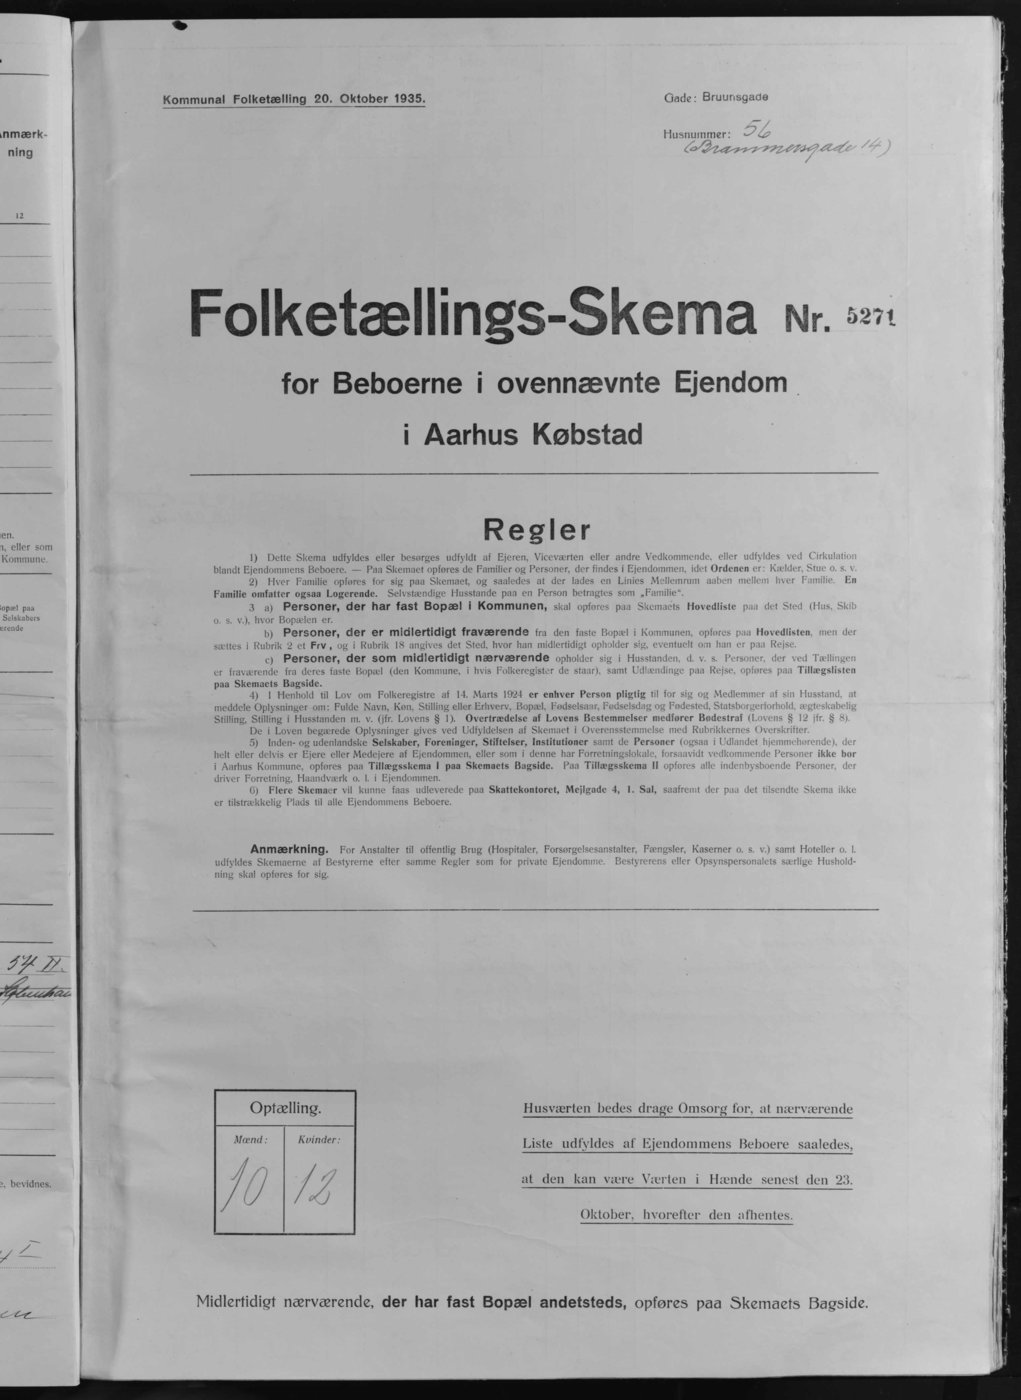 nmærk-
ning
12
en.
n, eller som
Kommune.
opæl paa
Selskabers
ærende
54 II.
København
e, bevidnes.
I
en
Kommunal Folketælling 20. Oktober 1935.
Gade: Bruunsgade
Husnummer: 56
(Brammersgade 14)
Folketællings-Skema Nr. 5271
for Beboerne i ovennævnte Ejendom
i Aarhus Købstad
Regler
1) Dette Skema udfyldes eller besørges udfyldt af Ejeren, Viceværten eller andre Vedkommende, eller udfyldes ved Cirkulation
blandt Ejendommens Beboere. — Paa Skemaet opføres de Familier og Personer, der findes i Ejendommen, idet Ordenen er: Kælder, Stue o. s. v.
2) Hver Familie opføres for sig paa Skemaet, og saaledes at der lades en Linies Mellemrum aaben mellem hver Familie. En
Familie omfatter ogsaa Logerende. Selvstændige Husstande paa en Person betragtes som „Familie“.
3 a) Personer, der har fast Bopæl i Kommunen, skal opføres paa Skemaets Hovedliste paa det Sted (Hus, Skib
o. s. v.), hvor Bopælen er.
b) Personer, der er midlertidigt fraværende fra den faste Bopæl i Kommunen, opføres paa Hovedlisten, men der
sættes i Rubrik 2 et Frv, og i Rubrik 18 angives det Sted, hvor han midlertidigt opholder sig, eventuelt om han er paa Rejse.
c) Personer, der som midlertidigt nærværende opholder sig i Husstanden, d. v. s. Personer, der ved Tællingen
er fraværende fra deres faste Bopæl (den Kommune, i hvis Folkeregister de staar), samt Udlændinge paa Rejse, opføres paa Tillægslisten
paa Skemaets Bagside.
4) I Henhold til Lov om Folkeregistre af 14. Marts 1924 er enhver Person pligtig til for sig og Medlemmer af sin Husstand, at
meddele Oplysninger om: Fulde Navn, Køn, Stilling eller Erhverv, Bopæl, Fødselsaar, Fødselsdag og Fødested, Statsborgerforhold, ægteskabelig
Stilling, Stilling i Husstanden m. v. (jfr. Lovens § 1). Overtrædelse af Lovens Bestemmelser medfører Bødestraf (Lovens § 12 jfr. § 8).
De i Loven begærede Oplysninger gives ved Udfyldelsen af Skemaet i Overensstemmelse med Rubrikkernes Overskrifter.
5) Inden- og udenlandske Selskaber, Foreninger, Stiftelser, Institutioner samt de Personer (ogsaa i Udlandet hjemmehørende), der
helt eller delvis er Ejere eller Medejere af Ejendommen, eller som i denne har Forretningslokale, forsaavidt vedkommende Personer ikke bor
i Aarhus Kommune, opføres paa Tillægsskema I paa Skemaets Bagside. Paa Tillægsskema II opføres alle indenbysboende Personer, der
driver Forretning, Haandværk o. l. i Ejendommen.
6) Flere Skemaer vil kunne faas udleverede paa Skattekontoret, Mejlgade 4, 1. Sal, saafremt der paa det tilsendte Skema ikke
er tilstrækkelig Plads til alle Ejendommens Beboere.
Anmærkning. For Anstalter til offentlig Brug (Hospitaler, Forsørgelsesanstalter, Fængsler, Kaserner o. s. v.) samt Hoteller o. l.
udfyldes Skemaerne af Bestyrerne efter samme Regler som for private Ejendomme. Bestyrerens eller Opsynspersonalets særlige Hushold-
ning skal opføres for sig.
Optælling.
Mænd: Kvinder:
10 12
Husværten bedes drage Omsorg for, at nærværende
Liste udfyldes af Ejendommens Beboere saaledes,
at den kan være Værten i Hænde senest den 23.
Oktober, hvorefter den afhentes.
Midlertidigt nærværende, der har fast Bopæl andetsteds, opføres paa Skemaets Bagside.